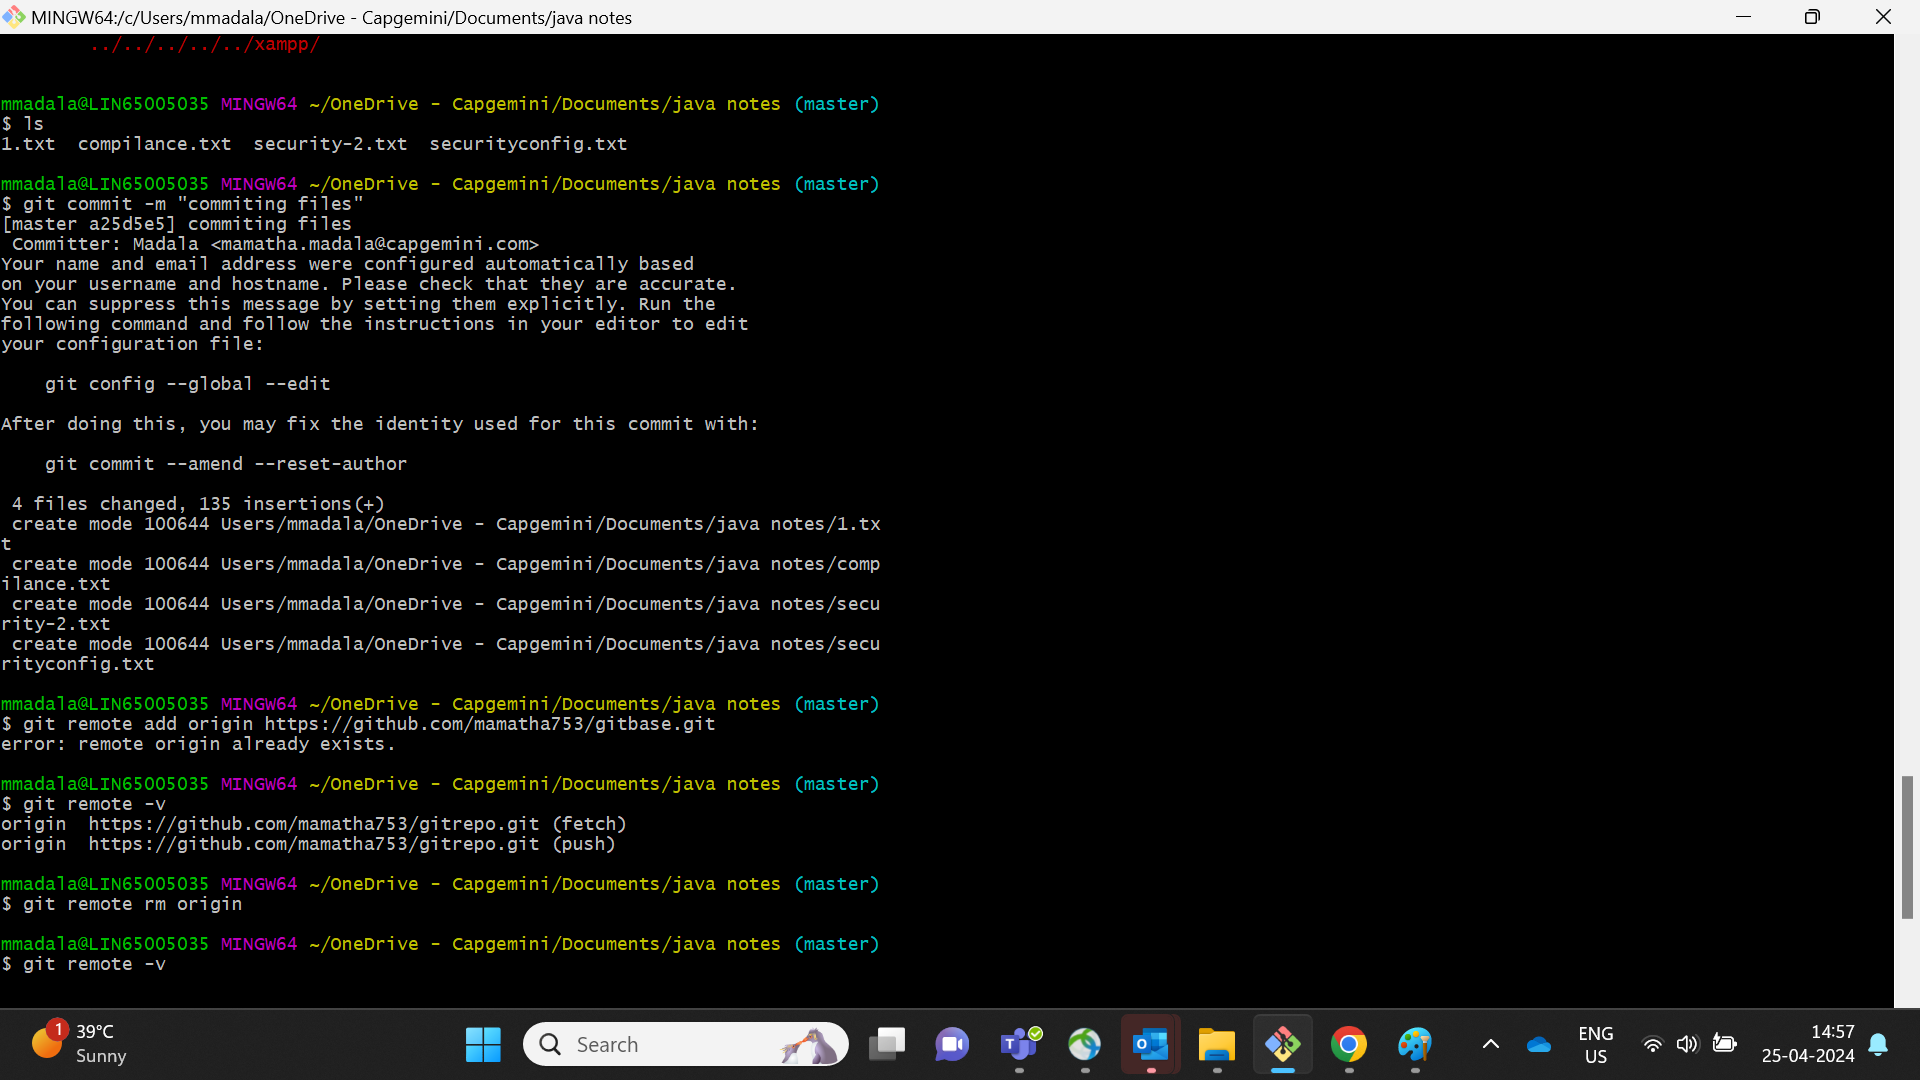 MINGW64:/c/Users/mmadala/OneDrive - Capgemini/Documents/java notes
../../../../../xampp/
mmadala@LIN65005035 MINGW64 ~/OneDrive - Capgemini/Documents/java notes (master)
$ ls
1.txt  compilance.txt  security-2.txt  securityconfig.txt
mmadala@LIN65005035 MINGW64 ~/OneDrive - Capgemini/Documents/java notes (master)
$ git commit -m "commiting files"
[master a25d5e5] commiting files
 Committer: Madala <mamatha.madala@capgemini.com>
Your name and email address were configured automatically based
on your username and hostname. Please check that they are accurate.
You can suppress this message by setting them explicitly. Run the
following command and follow the instructions in your editor to edit
your configuration file:
    git config --global --edit
After doing this, you may fix the identity used for this commit with:
    git commit --amend --reset-author
 4 files changed, 135 insertions(+)
 create mode 100644 Users/mmadala/OneDrive - Capgemini/Documents/java notes/1.tx
t
 create mode 100644 Users/mmadala/OneDrive - Capgemini/Documents/java notes/comp
ilance.txt
 create mode 100644 Users/mmadala/OneDrive - Capgemini/Documents/java notes/secu
rity-2.txt
 create mode 100644 Users/mmadala/OneDrive - Capgemini/Documents/java notes/secu
rityconfig.txt
mmadala@LIN65005035 MINGW64 ~/OneDrive - Capgemini/Documents/java notes (master)
$ git remote add origin https://github.com/mamatha753/gitbase.git
error: remote origin already exists.
mmadala@LIN65005035 MINGW64 ~/OneDrive - Capgemini/Documents/java notes (master)
$ git remote -v
origin  https://github.com/mamatha753/gitrepo.git (fetch)
origin  https://github.com/mamatha753/gitrepo.git (push)
mmadala@LIN65005035 MINGW64 ~/OneDrive - Capgemini/Documents/java notes (master)
$ git remote rm origin
mmadala@LIN65005035 MINGW64 ~/OneDrive - Capgemini/Documents/java notes (master)
$ git remote -v
1
39°C
Sunny
Search
ENG
US
14:57
25-04-2024